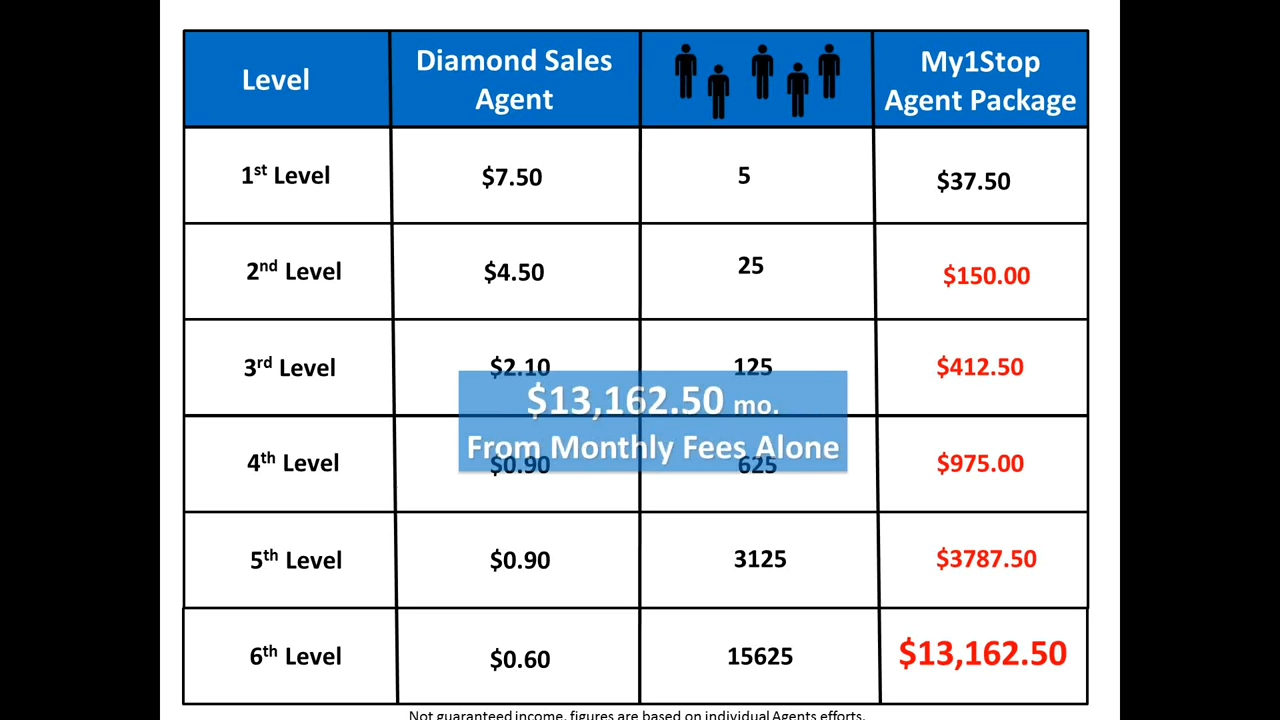 Level
Diamond Sales
Agent
My1Stop
Agent Package
1st Level
$7.50
5
$37.50
2nd Level
$4.50
25
$150.00
3rd Level
$2.10
125
$412.50
$13,162.50 mo.
From Monthly Fees Alone
4th Level
$0.90
625
$975.00
5th Level
$0.90
3125
$3787.50
6th Level
$0.60
15625
$13,162.50
Not guaranteed income, figures are based on individual Agents efforts.